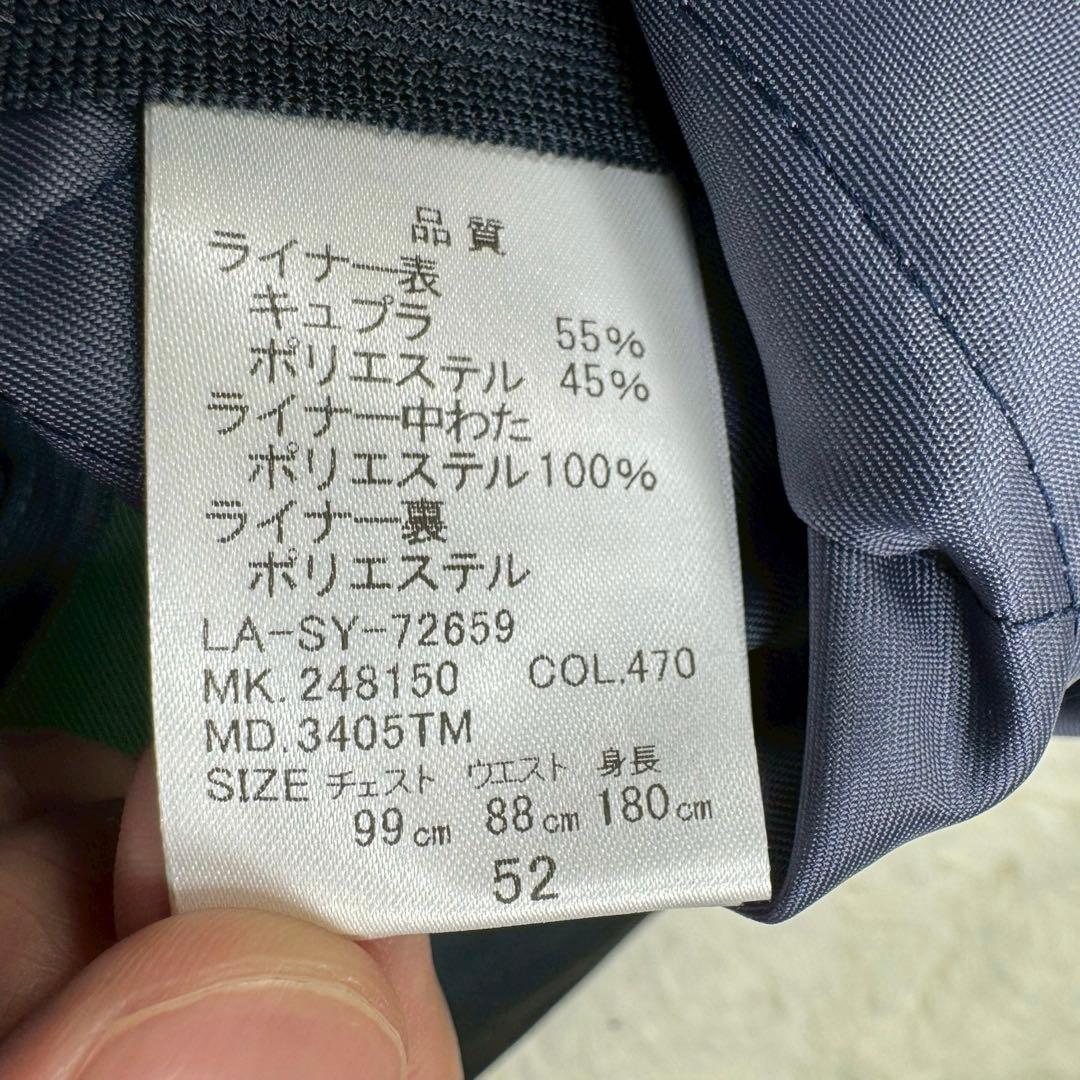 品質
ライナー表
キュプラ 55%
ポリエステル 45%
ライナー中わた
ポリエステル100%
ライナー裏
ポリエステル
LA-SY-72659
MK.248150 COL.470
MD.3405TM
SIZE チェスト ウエスト 身長
99cm 88cm 180cm
52